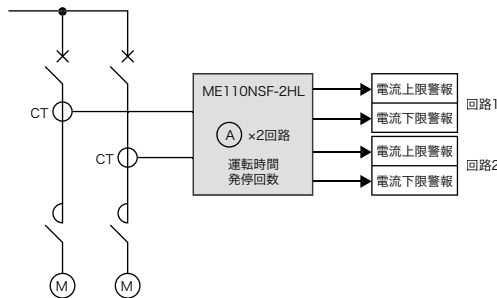 ME110NSF-2HL
電流上限警報
CT
回路1
A ×2回路
電流下限警報
電流上限警報
CT
運転時間
回路2
発停回数
電流下限警報
M
M